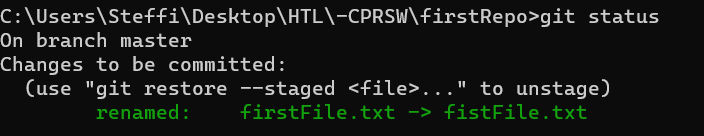 C:\Users\Steffi\Desktop\HTL\-CPRSW\firstRepo>git status
On branch master
Changes to be committed:
  (use "git restore --staged <file>..." to unstage)
        renamed:    firstFile.txt -> fistFile.txt